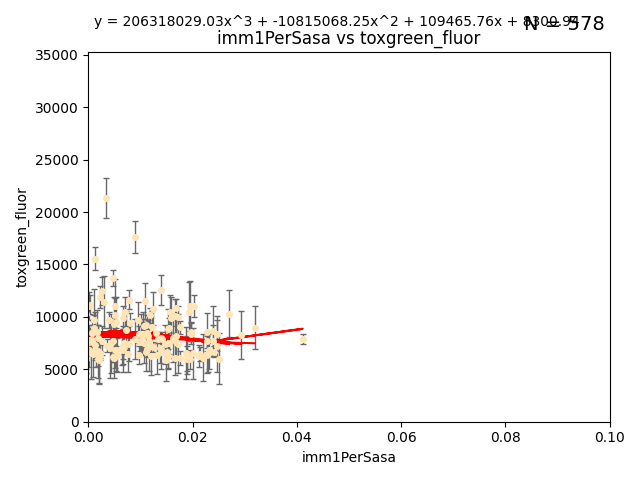 y = 206318029.03x^3 + -10815068.25x^2 + 109465.76x + 8300.94
N = 578
imm1PerSasa vs toxgreen_fluor
35000
30000
25000
20000
15000
10000
5000
0
toxgreen_fluor
0.00 0.02 0.04 0.06 0.08 0.10
imm1PerSasa